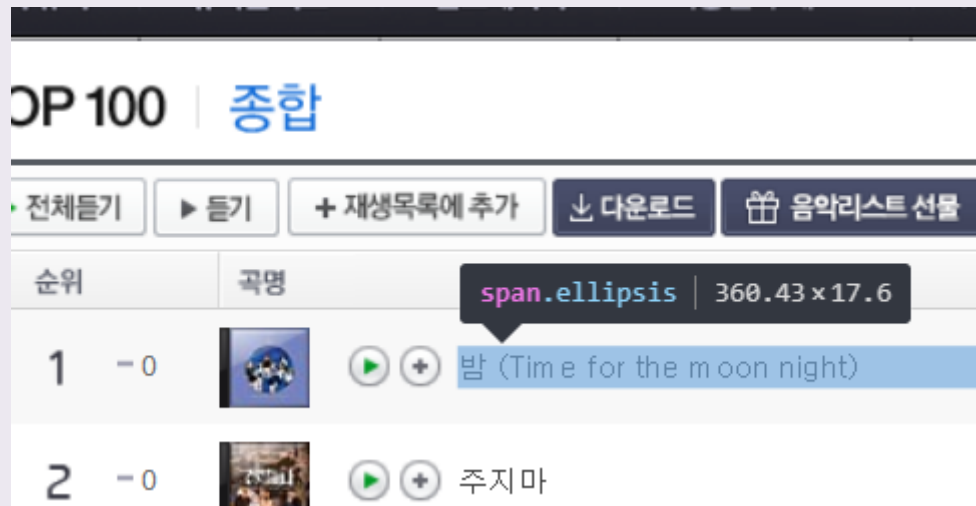 OP 100 종합
전체듣기 듣기 + 재생목록에 추가 다운로드 음악리스트 선물
순위 곡명
span.ellipsis 360.43×17.6
1 0 밤 (Time for the moon night)
2 0 주지마